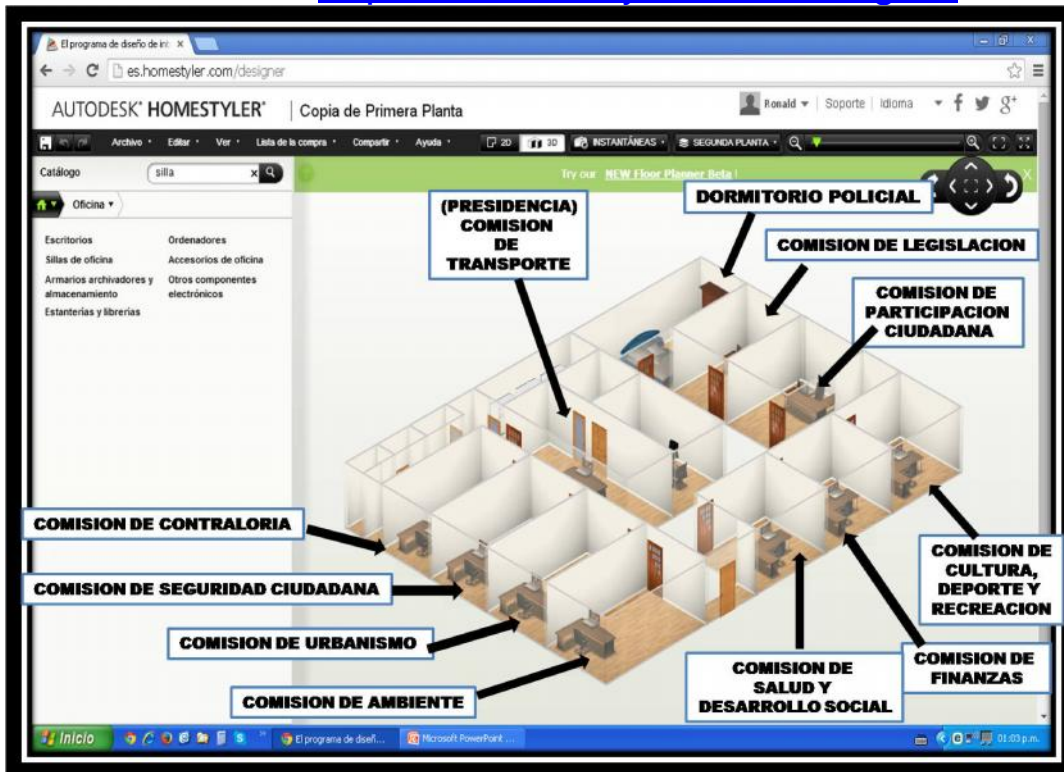 El programa de diseño de int
es.homestyler.com/designer
AUTODESK® HOMESTYLER® | Copia de Primera Planta
Ronald Soporte Idioma
Archivo Editar Ver Lista de la compra Compartir Ayuda 2D 3D INSTANTÁNEAS SEGUNDA PLANTA
Catálogo silla x
Try our NEW Floor Planner Beta ! X
Oficina
Escritorios Ordenadores
Sillas de oficina Accesorios de oficina
Armarios archivadores y Otros componentes
almacenamiento electrónicos
Estanterías y librerías
(PRESIDENCIA)
COMISION
DE
TRANSPORTE
DORMITORIO POLICIAL
COMISION DE LEGISLACION
COMISION DE
PARTICIPACION
CIUDADANA
COMISION DE CONTRALORIA
COMISION DE SEGURIDAD CIUDADANA
COMISION DE URBANISMO
COMISION DE AMBIENTE
COMISION DE
SALUD Y
DESARROLLO SOCIAL
COMISION DE
FINANZAS
COMISION DE
CULTURA,
DEPORTE Y
RECREACION
Inicio El programa de diseñ... Microsoft PowerPoint ... 01:03 p.m.